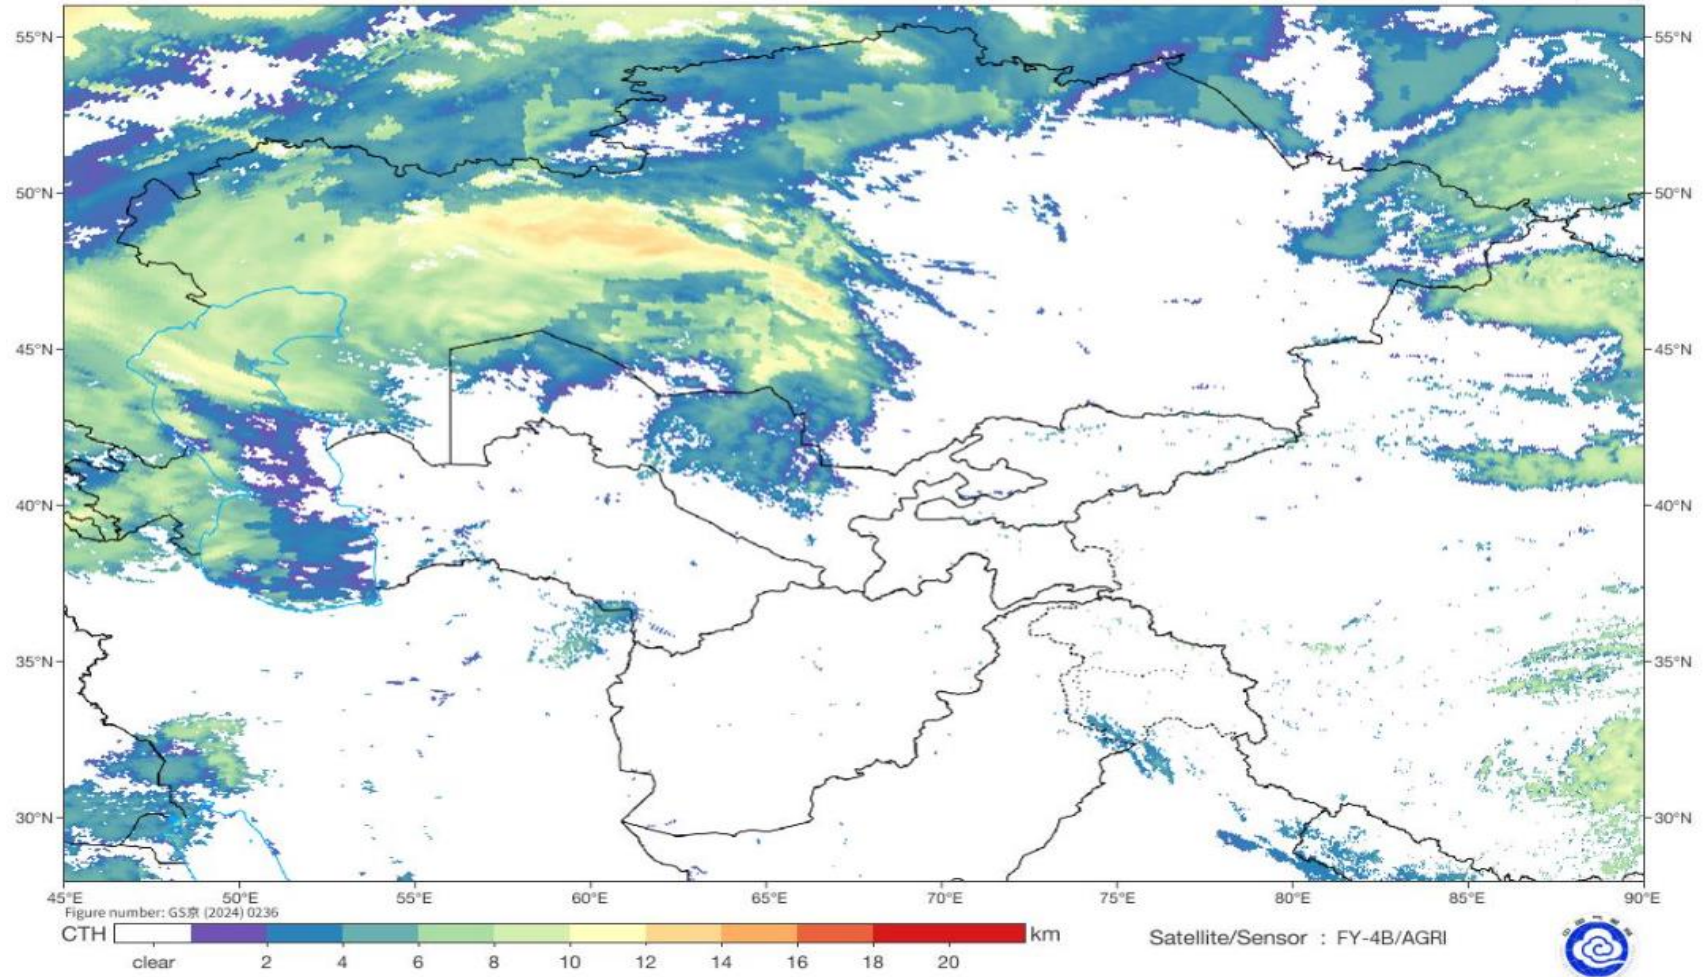 55°N 55°N
50°N 50°N
45°N 45°N
40°N 40°N
35°N 35°N
30°N 30°N
45°E 50°E 55°E 60°E 65°E 70°E 75°E 80°E 85°E 90°E
Figure number: GS京 (2024) 0236
CTH km
clear 2 4 6 8 10 12 14 16 18 20
Satellite/Sensor : FY-4B/AGRI